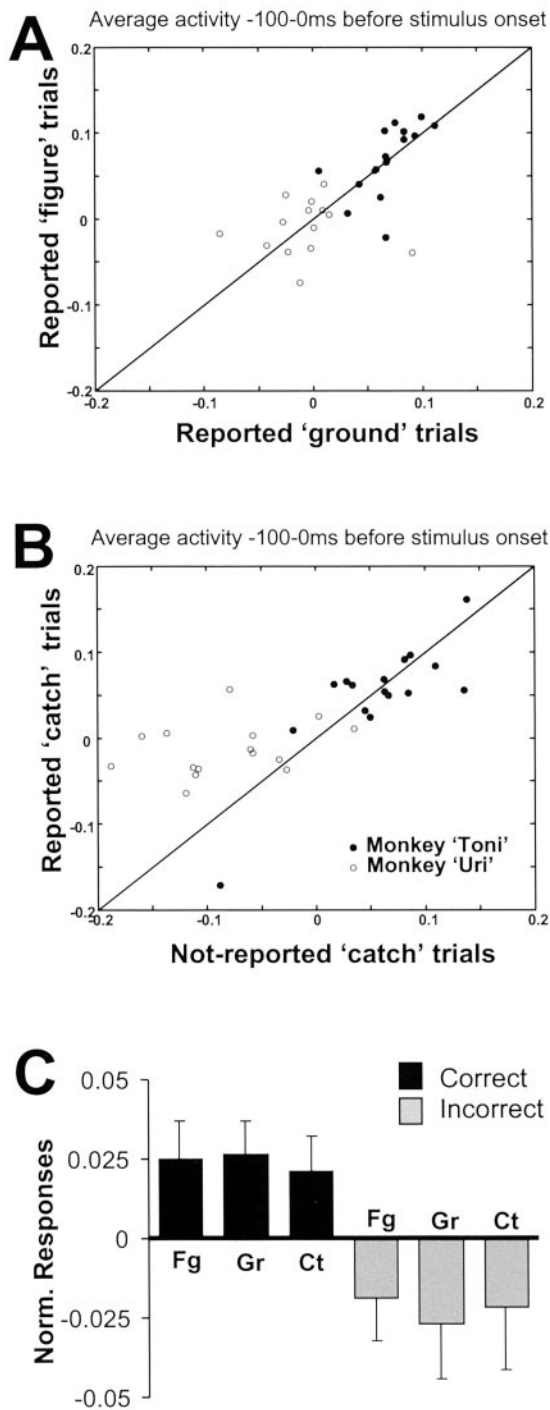 A
Average activity -100-0ms before stimulus onset
Reported 'figure' trials
0.2
0.1
0
-0.1
-0.2
-0.2
-0.1
0
0.1
0.2
Reported 'ground' trials
B
Average activity -100-0ms before stimulus onset
Reported 'catch' trials
0.2
0.1
0
-0.1
-0.2
Monkey 'Toni'
Monkey 'Uri'
-0.2
-0.1
0
0.1
0.2
Not-reported 'catch' trials
C
Correct
Incorrect
Norm. Responses
0.05
0.025
0
-0.025
-0.05
Fg Gr Ct
Fg Gr Ct